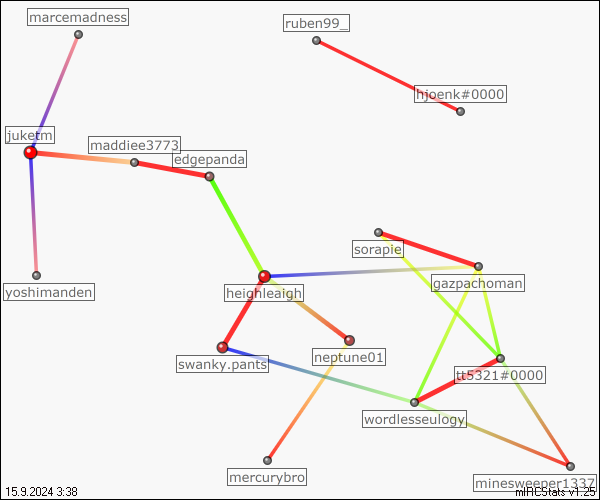 marcemadness
ruben99_
hjoenk#0000
juketm
maddiee3773
edgepanda
sorapie
gazpachoman
yoshimanden
heighleaigh
swanky.pants
neptune01
tt5321#0000
wordlesseulogy
mercurybro
minesweeper1337
15.9.2024 3:38
mIRCStats v1.25